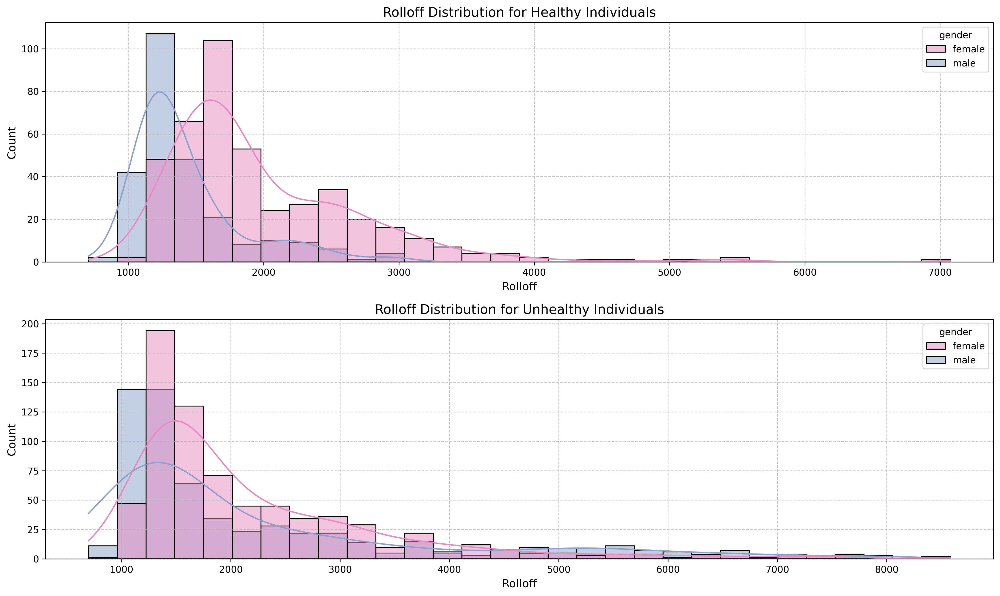 Rolloff Distribution for Healthy Individuals
Count
100
80
60
40
20
0
gender
female
male
1000 2000 3000 4000 5000 6000 7000
Rolloff
Rolloff Distribution for Unhealthy Individuals
Count
200
175
150
125
100
75
50
25
0
gender
female
male
1000 2000 3000 4000 5000 6000 7000 8000
Rolloff